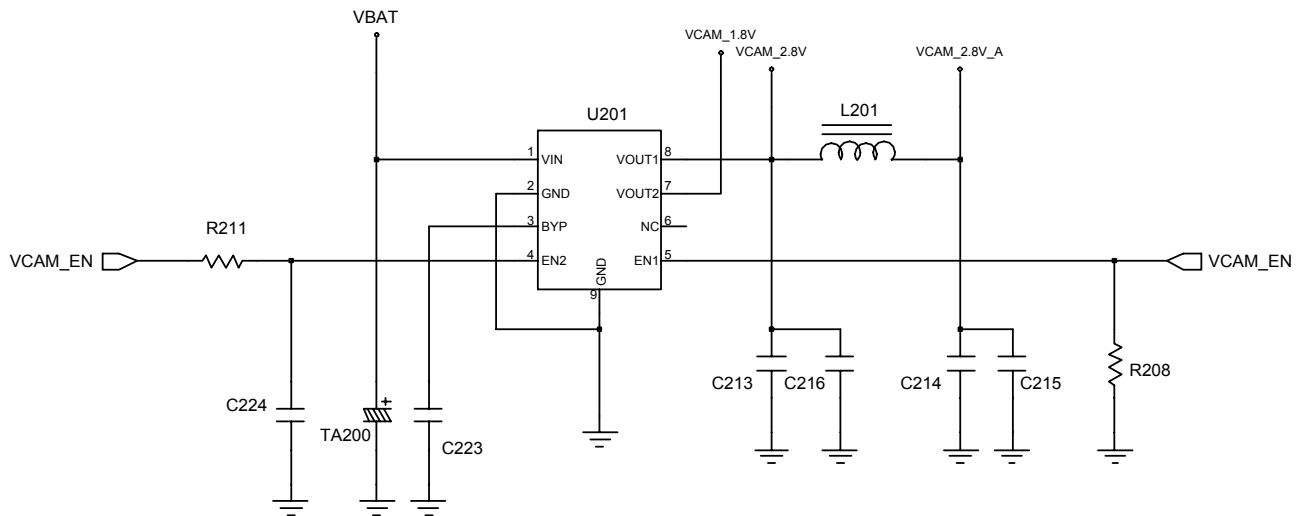 VBAT
VCAM_1.8V
VCAM_2.8V
VCAM_2.8V_A
U201
L201
1 VIN VOUT1 8
2 GND VOUT2 7
3 BYP NC 6
4 EN2 EN1 5
GND
9
R211
VCAM_EN
VCAM_EN
C224
+
TA200
C223
C213
C216
C214
C215
R208